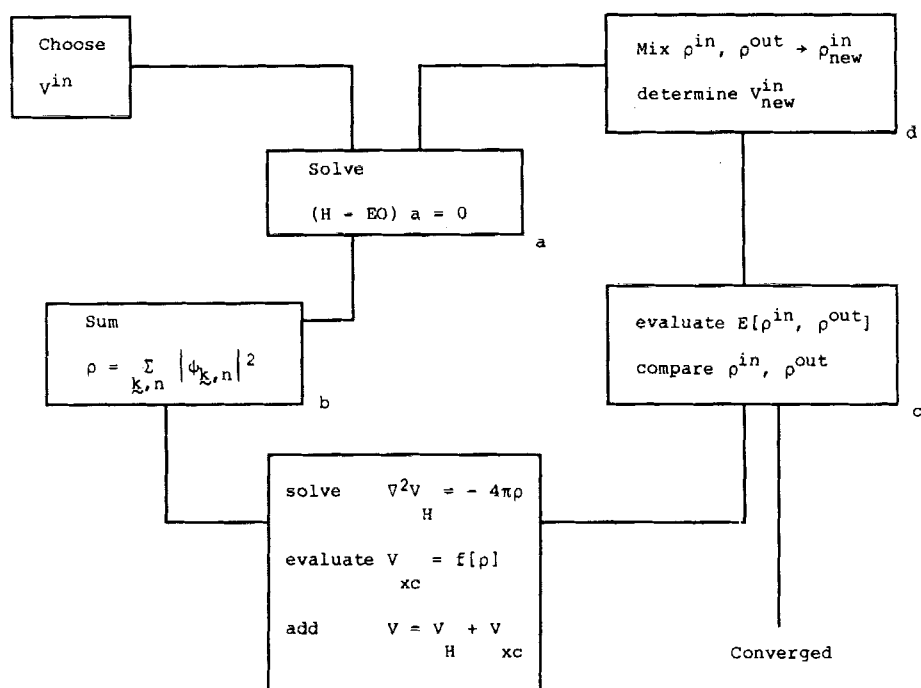 Choose
V^in
Mix ρ^in, ρ^out → ρ^in_new
determine V^in_new
d
Solve
(H - EO) a = 0
a
Sum
ρ = Σ_k̰,n |ψ_k̰,n|^2
b
evaluate E[ρ^in, ρ^out]
compare ρ^in, ρ^out
c
solve ∇^2V_H = - 4πρ
evaluate V_xc = f[ρ]
add V = V_H + V_xc
Converged